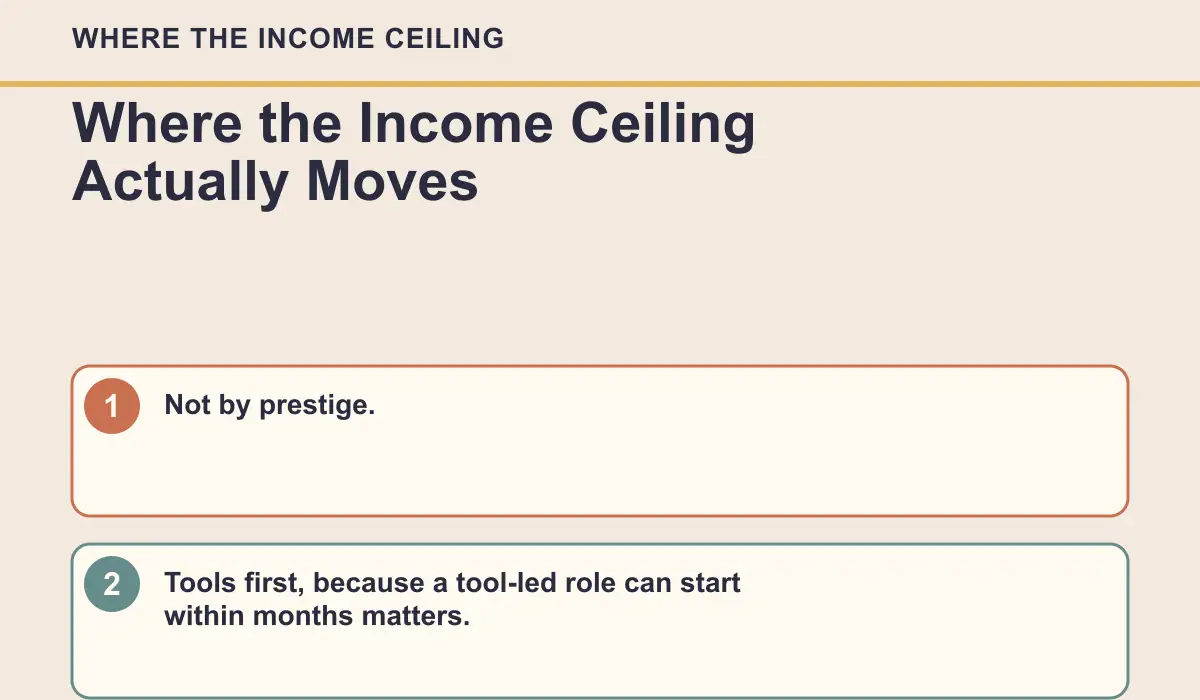 WHERE THE INCOME CEILING
Where the Income Ceiling
Actually Moves
1
Not by prestige.
2
Tools first, because a tool-led role can start
within months matters.